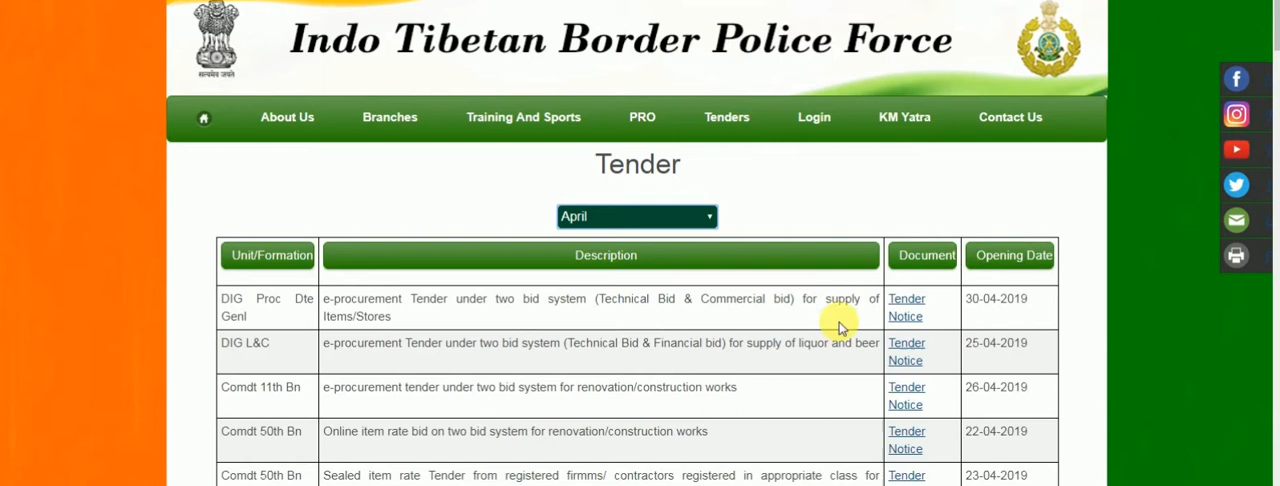 सत्यमेव जयते
Indo Tibetan Border Police Force
About Us Branches Training And Sports PRO Tenders Login KM Yatra Contact Us
Tender
April
Unit/Formation Description Document Opening Date
DIG Proc Dte Genl e-procurement Tender under two bid system (Technical Bid & Commercial bid) for supply of Items/Stores Tender Notice 30-04-2019
DIG L&C e-procurement Tender under two bid system (Technical Bid & Financial bid) for supply of liquor and beer Tender Notice 25-04-2019
Comdt 11th Bn e-procurement tender under two bid system for renovation/construction works Tender Notice 26-04-2019
Comdt 50th Bn Online item rate bid on two bid system for renovation/construction works Tender Notice 22-04-2019
Comdt 50th Bn Sealed item rate Tender from registered firmms/ contractors registered in appropriate class for Tender 23-04-2019